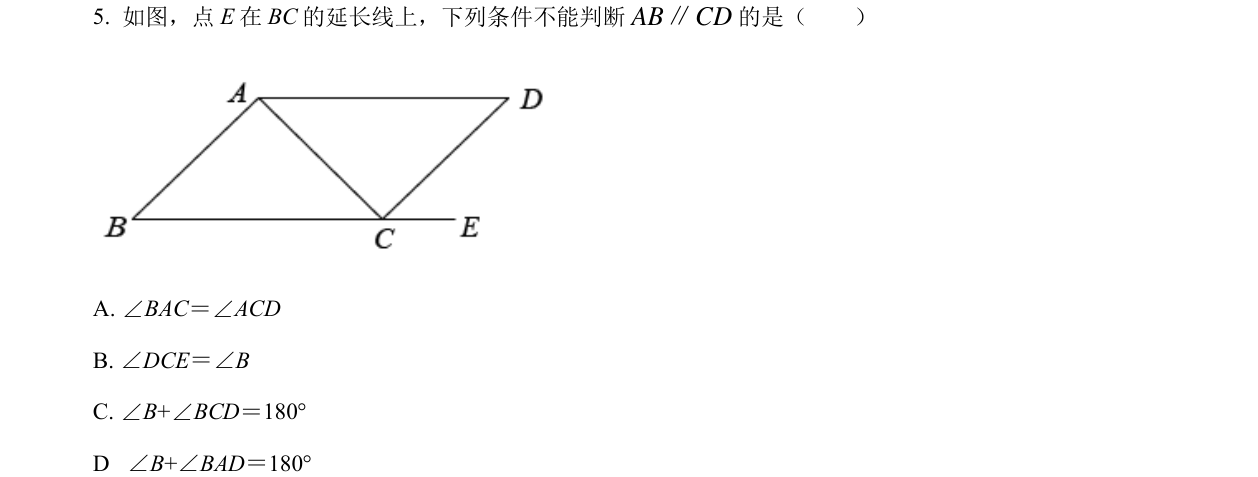 5. 如图，点 E 在 BC 的延长线上，下列条件不能判断 AB∥CD 的是（　　）
A
D
B
C
E
A. ∠BAC＝∠ACD
B. ∠DCE＝∠B
C. ∠B+∠BCD＝180°
D ∠B+∠BAD＝180°